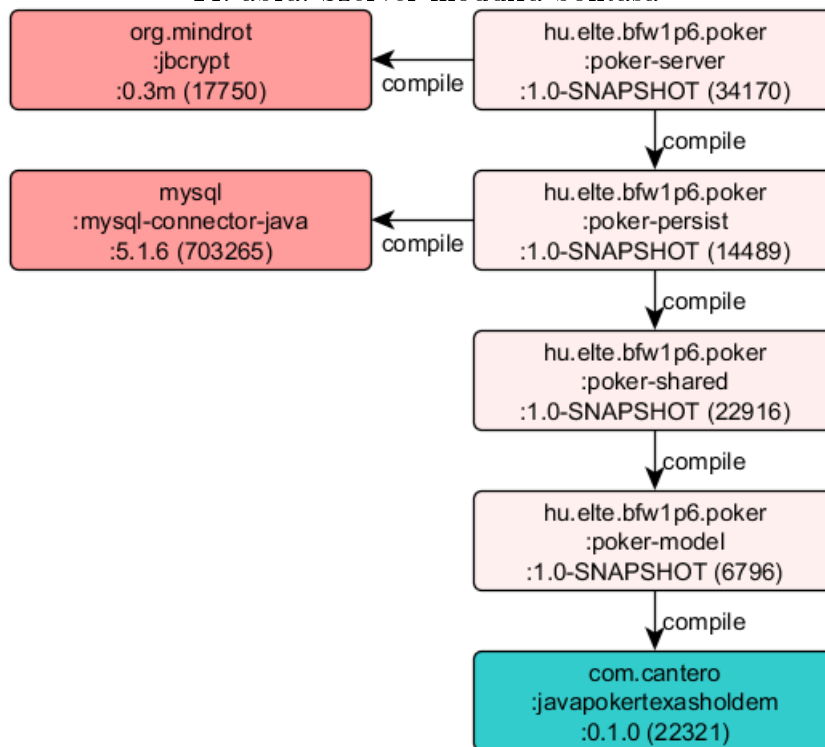 org.mindrot
:jbcrypt
:0.3m (17750)
compile
hu.elte.bfw1p6.poker
:poker-server
:1.0-SNAPSHOT (34170)
compile
mysql
:mysql-connector-java
:5.1.6 (703265)
compile
hu.elte.bfw1p6.poker
:poker-persist
:1.0-SNAPSHOT (14489)
compile
hu.elte.bfw1p6.poker
:poker-shared
:1.0-SNAPSHOT (22916)
compile
hu.elte.bfw1p6.poker
:poker-model
:1.0-SNAPSHOT (6796)
compile
com.cantero
:javapokertexasholdem
:0.1.0 (22321)